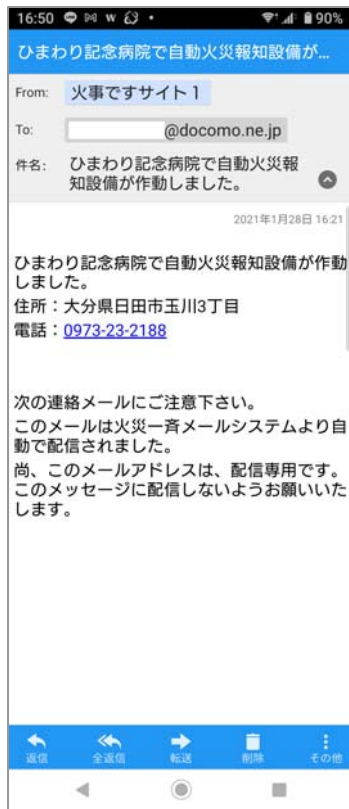 16:50 w 90%
ひまわり記念病院で自動火災報知設備が...
From: 火事ですサイト1
To: @docomo.ne.jp
件名: ひまわり記念病院で自動火災報
知設備が作動しました。
2021年1月28日 16:21
ひまわり記念病院で自動火災報知設備が作動
しました。
住所：大分県日田市玉川3丁目
電話：0973-23-2188
次の連絡メールにご注意下さい。
このメールは火災一斉メールシステムより自
動で配信されました。
尚、このメールアドレスは、配信専用です。
このメッセージに配信しないようお願いいた
します。
返信 全返信 転送 削除 その他